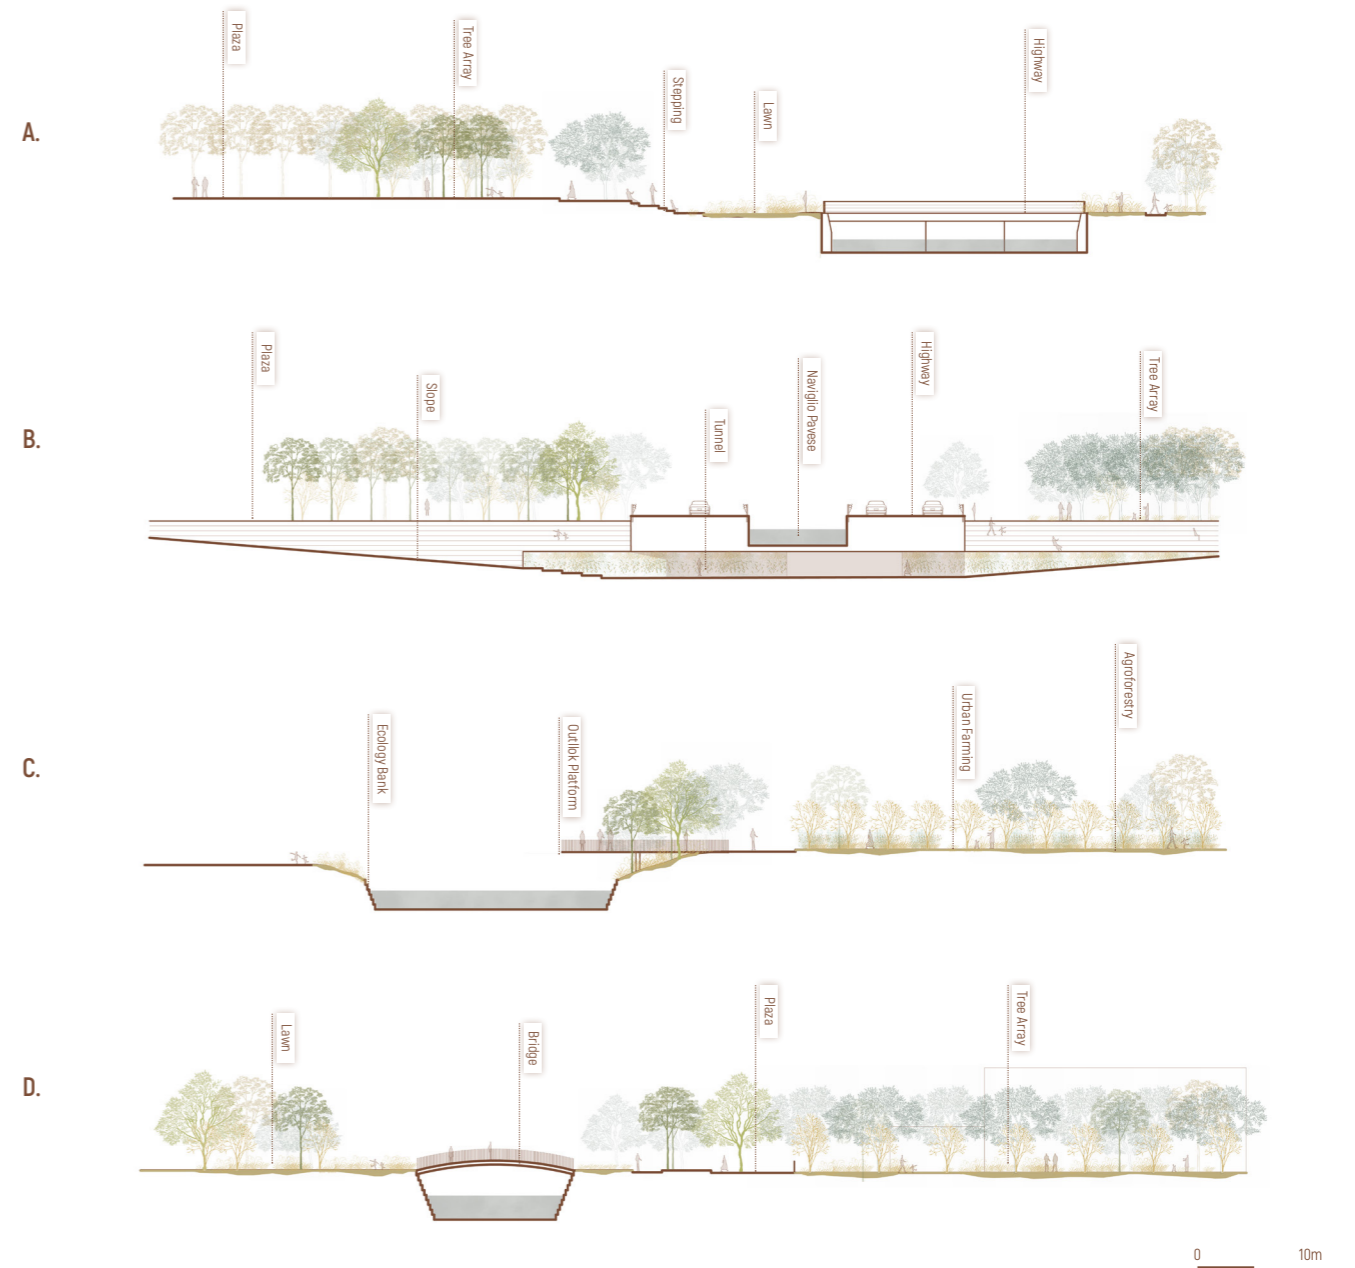 A.
Plaza
Tree Array
Stepping
Lawn
Highway
B.
Plaza
Slope
Tunnel
Naviglio Pavese
Highway
Tree Array
C.
Ecology Bank
Outllok Platform
Urban Farming
Agroforestry
D.
Lawn
Bridge
Plaza
Tree Array
0 10m